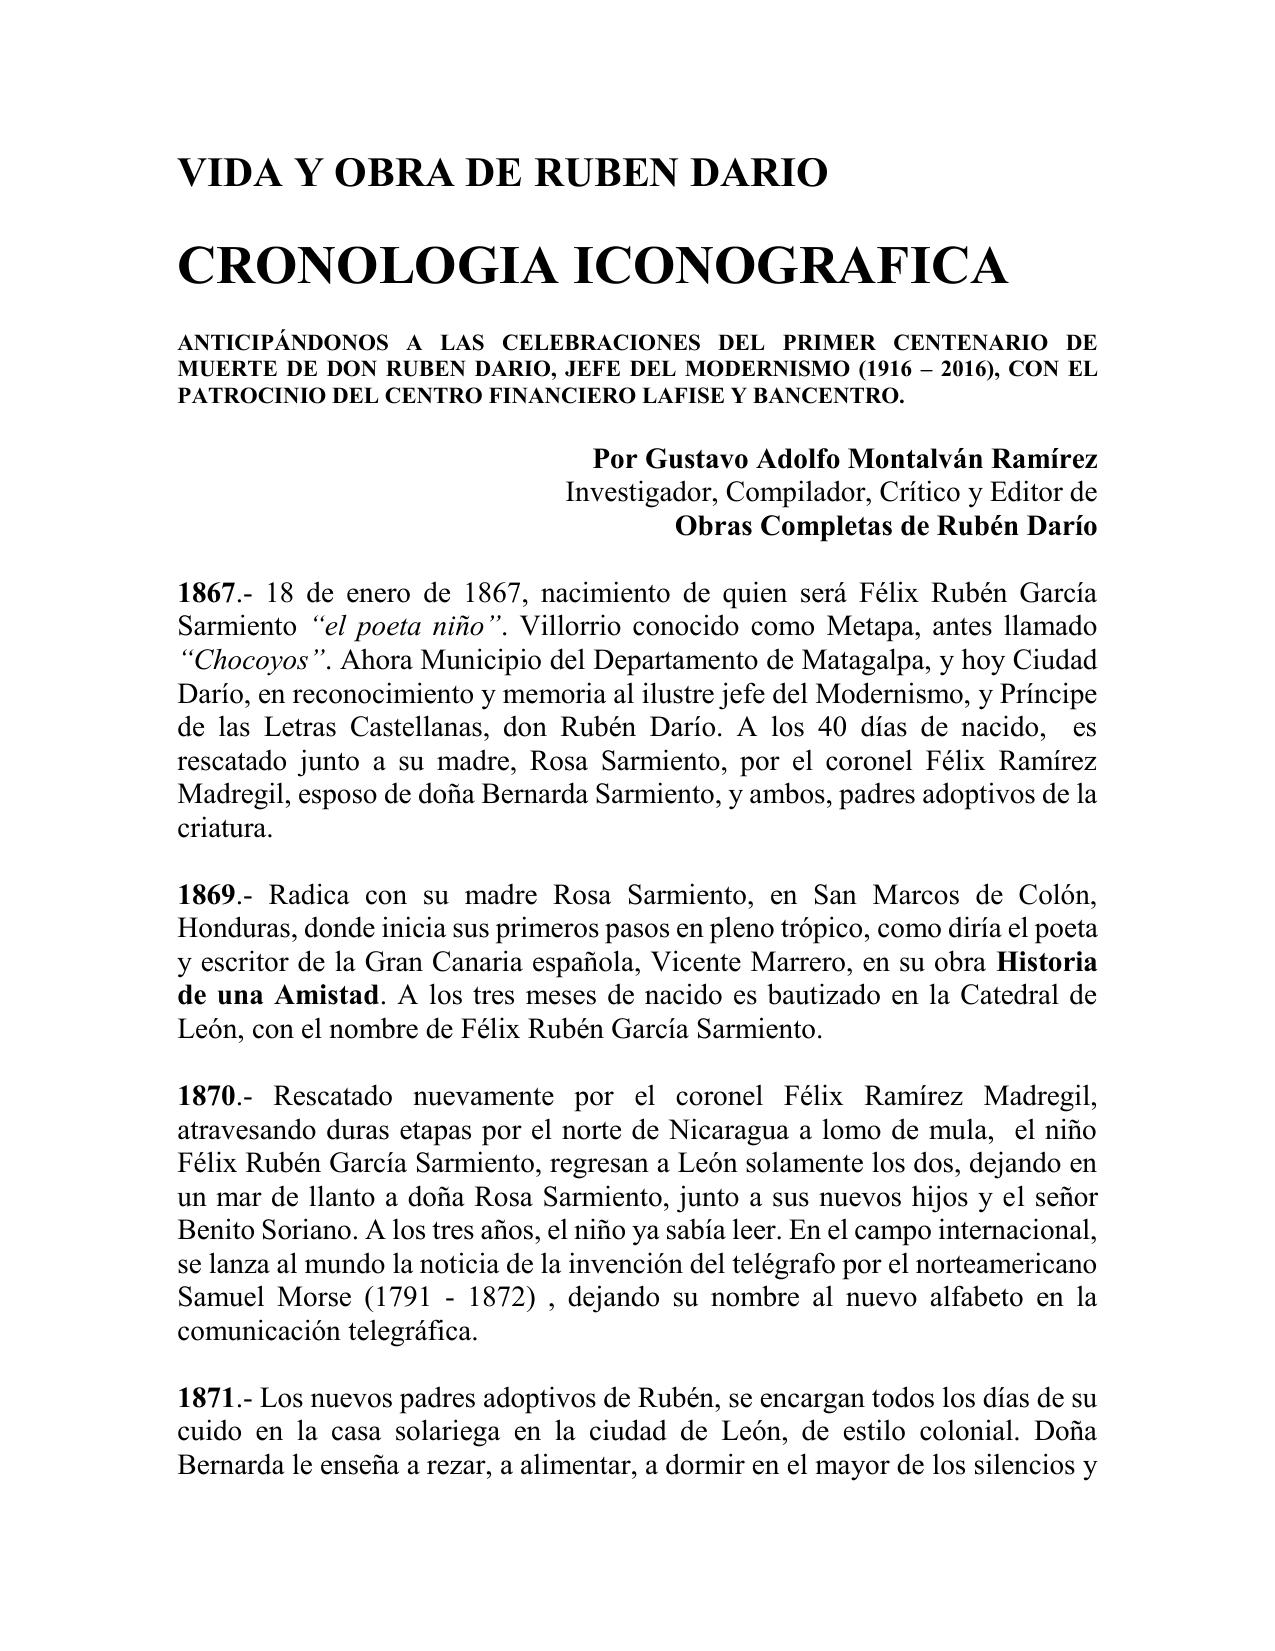 VIDA Y OBRA DE RUBEN DARIO
CRONOLOGIA ICONOGRAFICA
ANTICIPÁNDONOS A LAS CELEBRACIONES DEL PRIMER CENTENARIO DE
MUERTE DE DON RUBEN DARIO, JEFE DEL MODERNISMO (1916 – 2016), CON EL
PATROCINIO DEL CENTRO FINANCIERO LAFISE Y BANCENTRO.
Por Gustavo Adolfo Montalván Ramírez
Investigador, Compilador, Crítico y Editor de
Obras Completas de Rubén Darío
1867.- 18 de enero de 1867, nacimiento de quien será Félix Rubén García
Sarmiento “el poeta niño”. Villorrio conocido como Metapa, antes llamado
“Chocoyos”. Ahora Municipio del Departamento de Matagalpa, y hoy Ciudad
Darío, en reconocimiento y memoria al ilustre jefe del Modernismo, y Príncipe
de las Letras Castellanas, don Rubén Darío. A los 40 días de nacido, es
rescatado junto a su madre, Rosa Sarmiento, por el coronel Félix Ramírez
Madregil, esposo de doña Bernarda Sarmiento, y ambos, padres adoptivos de la
criatura.
1869.- Radica con su madre Rosa Sarmiento, en San Marcos de Colón,
Honduras, donde inicia sus primeros pasos en pleno trópico, como diría el poeta
y escritor de la Gran Canaria española, Vicente Marrero, en su obra Historia
de una Amistad. A los tres meses de nacido es bautizado en la Catedral de
León, con el nombre de Félix Rubén García Sarmiento.
1870.- Rescatado nuevamente por el coronel Félix Ramírez Madregil,
atravesando duras etapas por el norte de Nicaragua a lomo de mula, el niño
Félix Rubén García Sarmiento, regresan a León solamente los dos, dejando en
un mar de llanto a doña Rosa Sarmiento, junto a sus nuevos hijos y el señor
Benito Soriano. A los tres años, el niño ya sabía leer. En el campo internacional,
se lanza al mundo la noticia de la invención del telégrafo por el norteamericano
Samuel Morse (1791 - 1872) , dejando su nombre al nuevo alfabeto en la
comunicación telegráfica.
1871.- Los nuevos padres adoptivos de Rubén, se encargan todos los días de su
cuido en la casa solariega en la ciudad de León, de estilo colonial. Doña
Bernarda le enseña a rezar, a alimentar, a dormir en el mayor de los silencios y